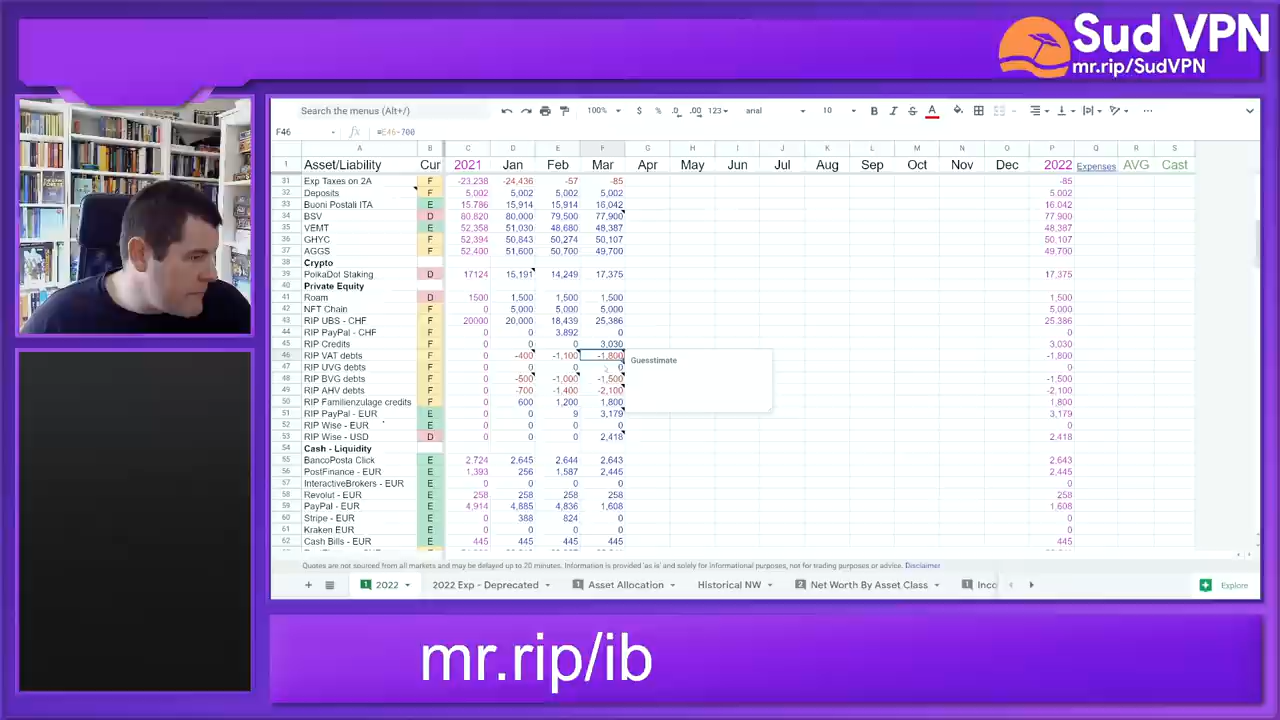 Sud VPN
mr.rip/SudVPN
Search the menus (Alt+/) 100% $ % .0 .00 123 arial 10 B I A
F46 fx =E46-700
A B C D E F G H I J K L M N O P Q R S
1 Asset/Liability Cur 2021 Jan Feb Mar Apr May Jun Jul Aug Sep Oct Nov Dec 2022 Expenses AVG Cast
31 Exp Taxes on 2A F -23,238 -24,436 -57 -85 -85
32 Deposits F 5,002 5,002 5,002 5,002 5,002
33 Buoni Postali ITA E 15,786 15,914 15,914 16,042 16,042
34 BSV D 80,820 80,000 79,500 77,900 77,900
35 VEMT E 52,358 51,030 48,680 48,387 48,387
36 GHYC F 52,394 50,843 50,274 50,107 50,107
37 AGGS F 52,400 51,600 50,700 49,700 49,700
38 Crypto
39 PolkaDot Staking D 17124 15,191 14,249 17,375 17,375
40 Private Equity
41 Roam D 1500 1,500 1,500 1,500 1,500
42 NFT Chain F 0 5,000 5,000 5,000 5,000
43 RIP UBS - CHF F 20000 20,000 18,439 25,386 25,386
44 RIP PayPal - CHF F 0 0 3,892 0 0
45 RIP Credits F 0 0 0 3,030 3,030
46 RIP VAT debts F 0 -400 -1,100 -1,800 Guesstimate -1,800
47 RIP UVG debts F 0 0 0 0 0
48 RIP BVG debts F 0 -500 -1,000 -1,500 -1,500
49 RIP AHV debts F 0 -700 -1,400 -2,100 -2,100
50 RIP Familienzulage credits F 0 600 1,200 1,800 1,800
51 RIP PayPal - EUR E 0 0 9 3,179 3,179
52 RIP Wise - EUR E 0 0 0 0 0
53 RIP Wise - USD D 0 0 0 2,418 2,418
54 Cash - Liquidity
55 BancoPosta Click E 2,724 2,645 2,644 2,643 2,643
56 PostFinance - EUR E 1,393 256 1,587 2,445 2,445
57 InteractiveBrokers - EUR E 0 0 0 0 0
58 Revolut - EUR E 258 258 258 258 258
59 PayPal - EUR E 4,914 4,885 4,836 1,608 1,608
60 Stripe - EUR E 0 388 824 0 0
61 Kraken EUR E 0 0 0 0 0
62 Cash Bills - EUR E 445 445 445 445 445
Quotes are not sourced from all markets and may be delayed up to 20 minutes. Information is provided 'as is' and solely for informational purposes, not for trading purposes or advice. Disclaimer
+ 1 2022 2022 Exp - Deprecated 1 Asset Allocation Historical NW 2 Net Worth By Asset Class 1 Inco Explore
mr.rip/ib